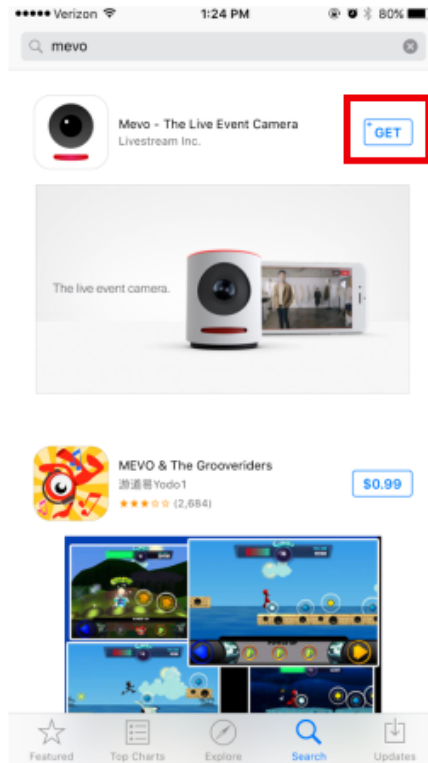 Verizon 1:24 PM 80%
mevo
Mevo - The Live Event Camera
Livestream Inc.
+GET
The live event camera.
MEVO & The Grooveriders
游道易Yodo1
(2,684)
$0.99
Featured Top Charts Explore Search Updates